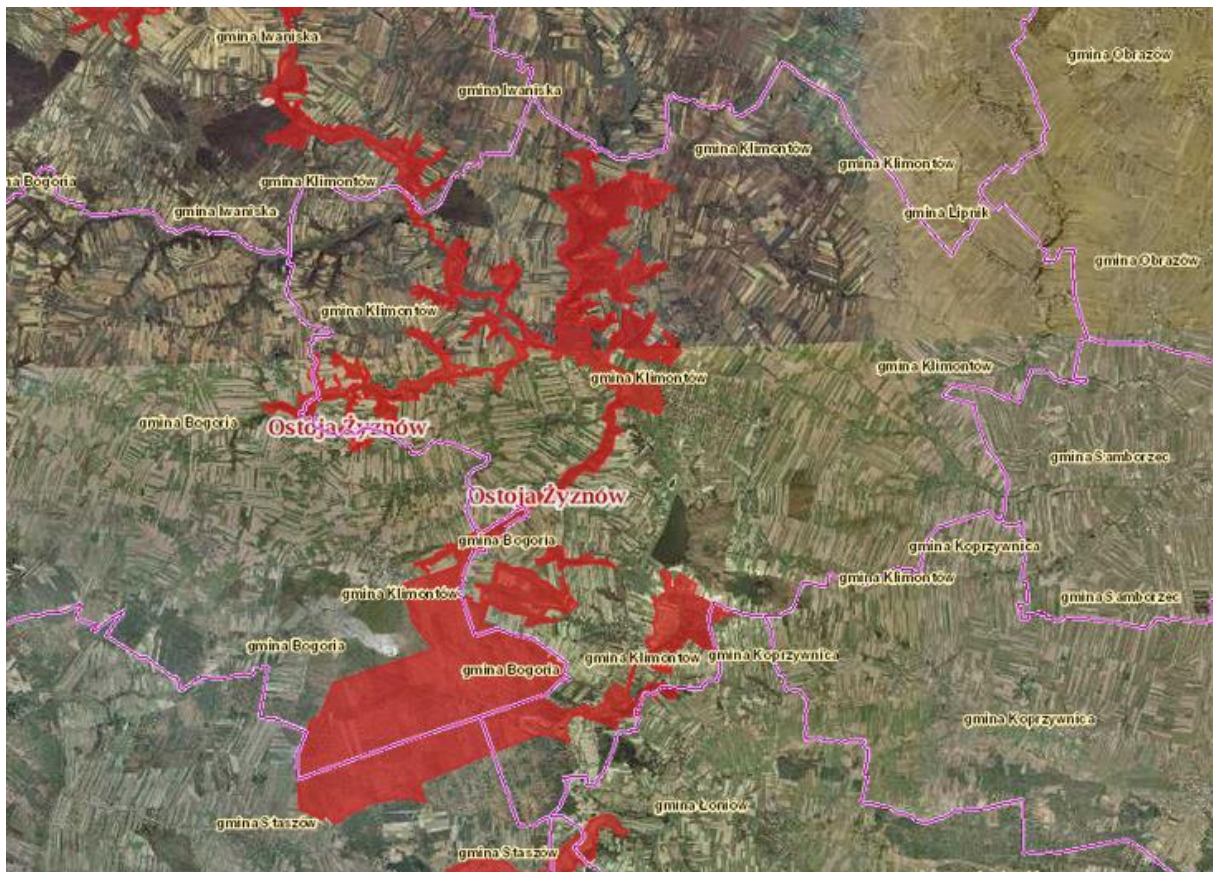 gmina Iwaniska
gmina Obrazów
gmina Iwaniska
gmina Klimontów
gmina Klimontów
na Bogoria
gmina Klimontów
gmina Iwaniska
gmina Lipnik
gmina Obrazów
gmina Klimontów
gmina Klimontów
gmina Klimontów
gmina Bogoria
Ostoja Żyznów
gmina Samborzec
Ostoja Żyznów
gmina Bogoria
gmina Koprzywnica
gmina Klimontów
gmina Klimontów
gmina Samborzec
gmina Bogoria
gmina Klimontów
gmina Koprzywnica
gmina Bogoria
gmina Koprzywnica
gmina Łoniów
gmina Staszów
gmina Staszów